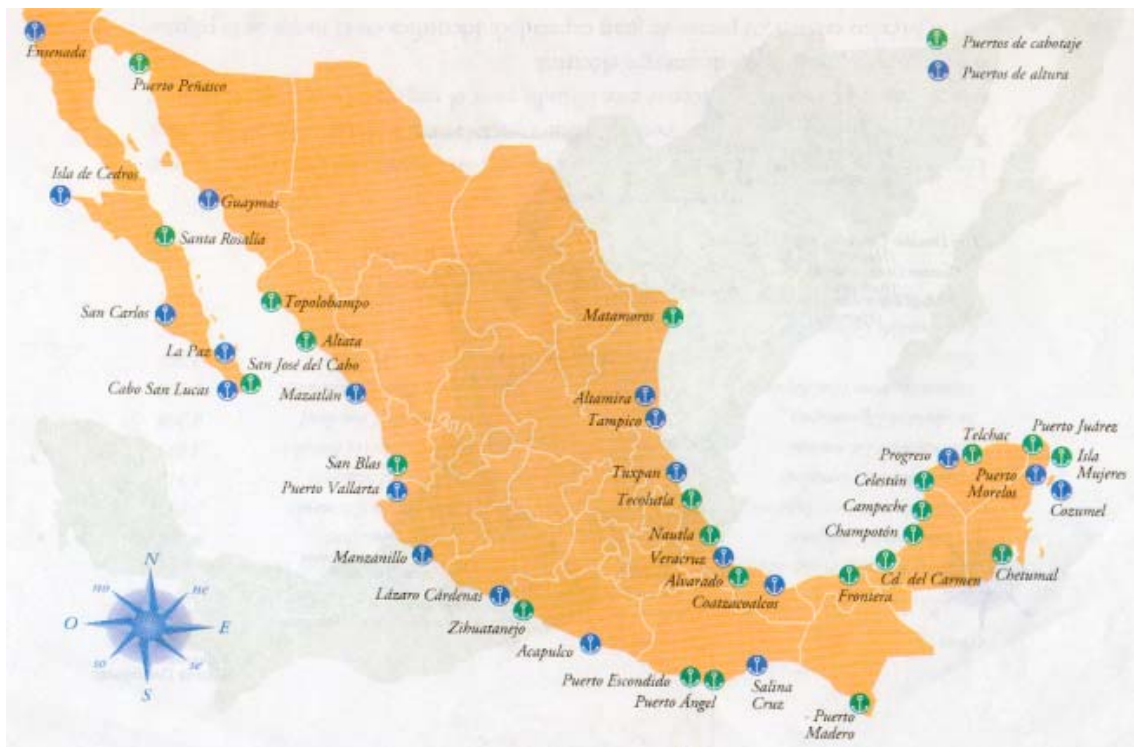 Puertos de cabotaje
Puertos de altura
Ensenada
Puerto Peñasco
Isla de Cedros
Guaymas
Santa Rosalía
Topolobampo
San Carlos
Altata
La Paz
San José del Cabo
Cabo San Lucas
Mazatlán
San Blas
Puerto Vallarta
Manzanillo
Lázaro Cárdenas
Zihuatanejo
Acapulco
Puerto Escondido
Puerto Ángel
Salina
Cruz
- Puerto
Madero
Matamoros
Altamira
Tampico
Tuxpan
Tecolutla
Nautla
Veracruz
Alvarado
Coatzacoalcos
Frontera
Cd. del Carmen
Champotón
Campeche
Celestún
Progreso
Telchac
Puerto Juárez
Isla
Mujeres
Puerto
Morelos
Cozumel
Chetumal
N
no
ne
O
E
so
se
S